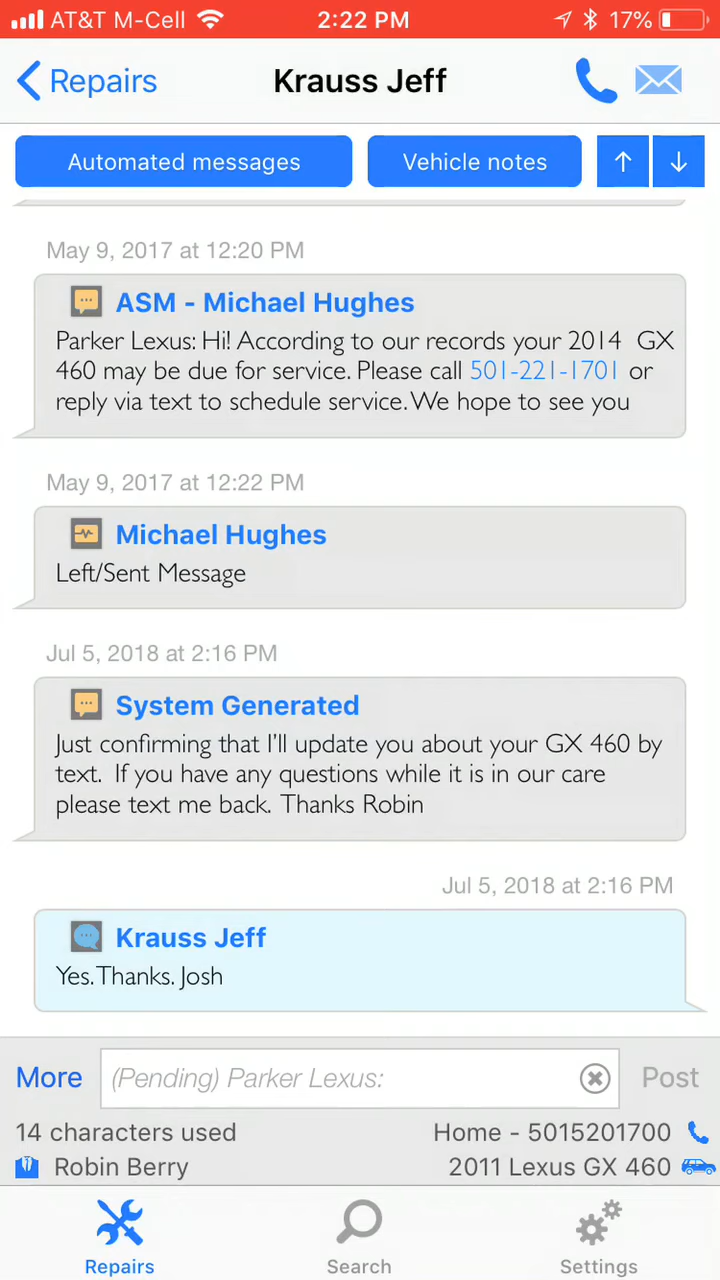 AT&T M-Cell 2:22 PM 17%
Repairs Krauss Jeff
Automated messages Vehicle notes ↑ ↓
May 9, 2017 at 12:20 PM
ASM - Michael Hughes
Parker Lexus: Hi! According to our records your 2014 GX
460 may be due for service. Please call 501-221-1701 or
reply via text to schedule service. We hope to see you
May 9, 2017 at 12:22 PM
Michael Hughes
Left/Sent Message
Jul 5, 2018 at 2:16 PM
System Generated
Just confirming that I'll update you about your GX 460 by
text. If you have any questions while it is in our care
please text me back. Thanks Robin
Jul 5, 2018 at 2:16 PM
Krauss Jeff
Yes. Thanks. Josh
More (Pending) Parker Lexus: Post
14 characters used Home - 5015201700
Robin Berry 2011 Lexus GX 460
Repairs Search Settings